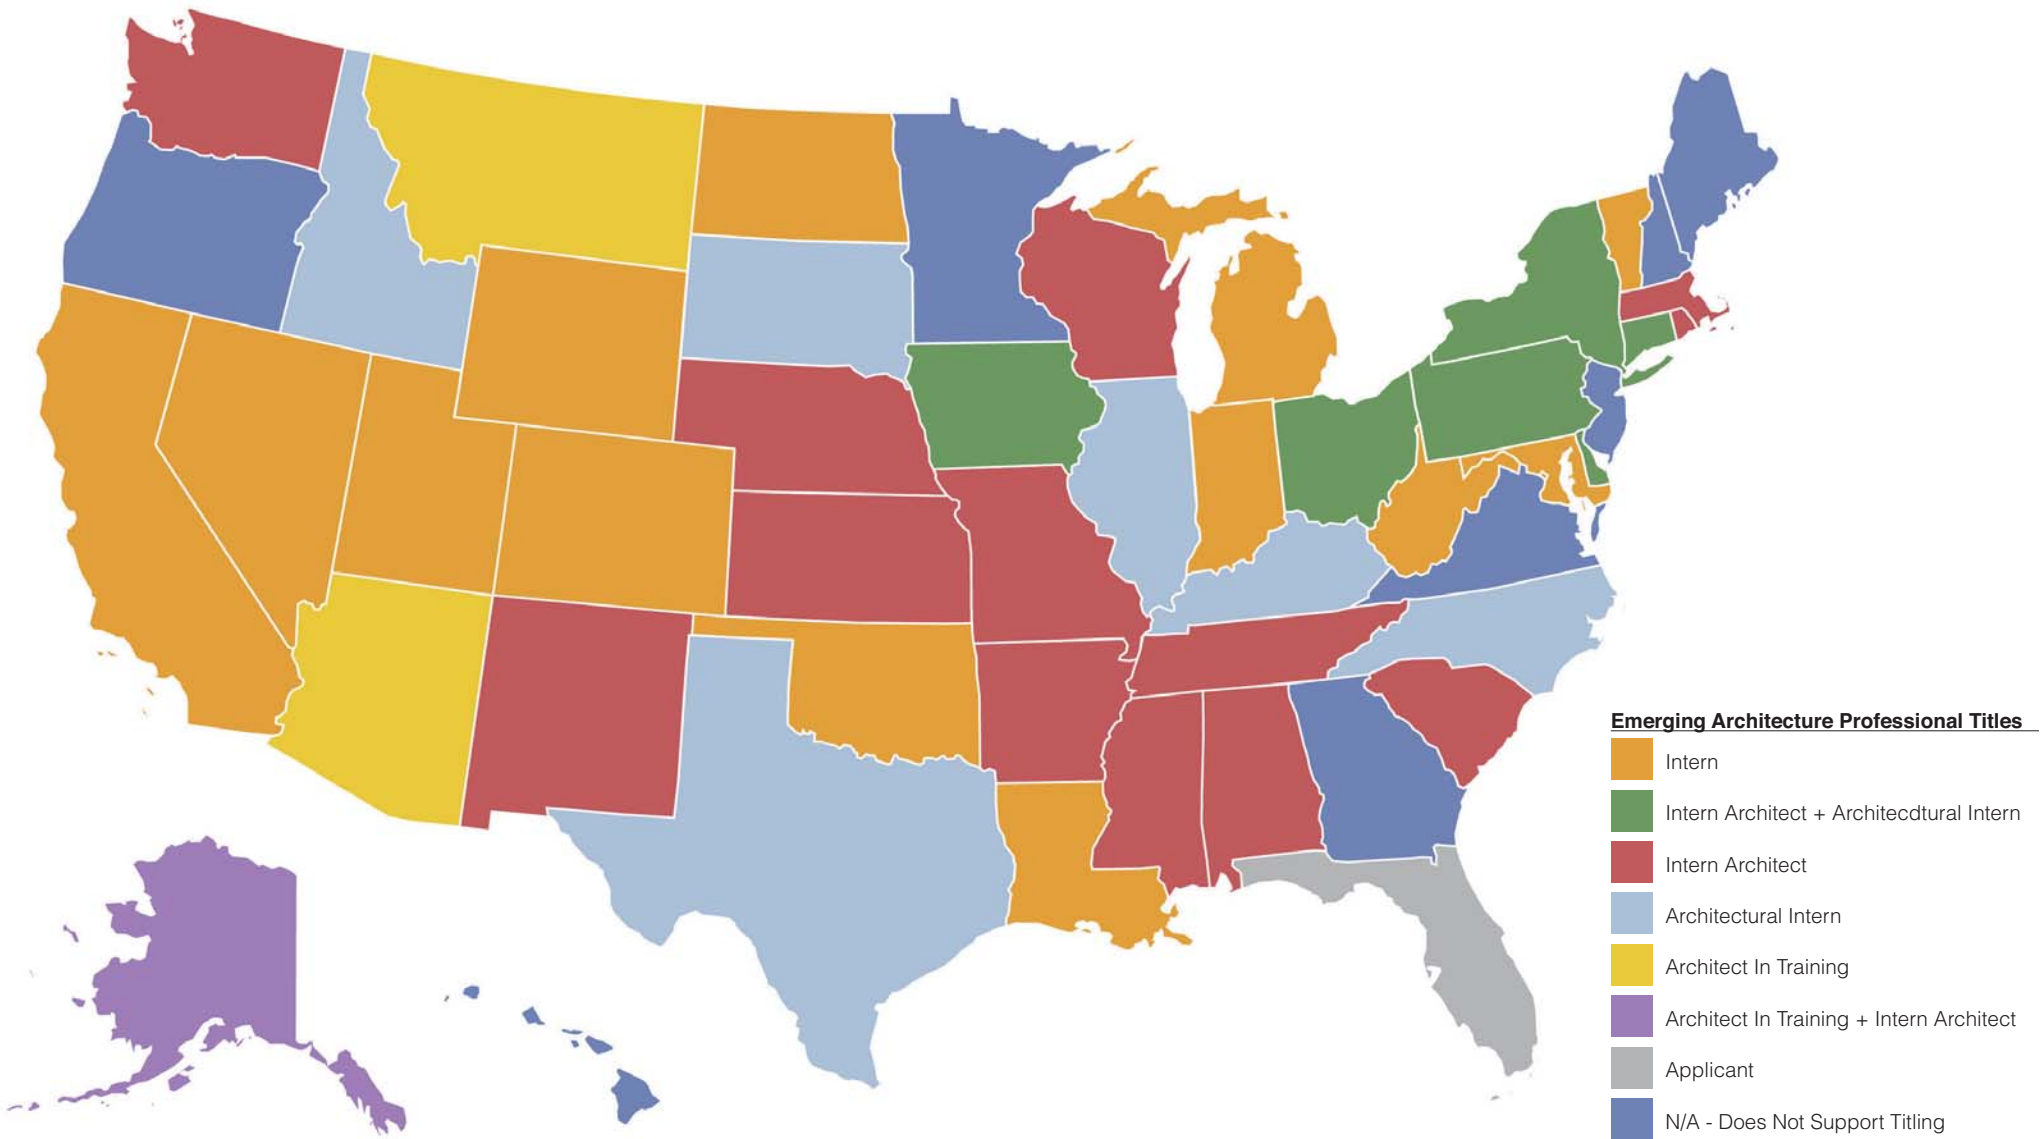 Emerging Architecture Professional Titles
Intern
Intern Architect + Architecdtural Intern
Intern Architect
Architectural Intern
Architect In Training
Architect In Training + Intern Architect
Applicant
N/A - Does Not Support Titling